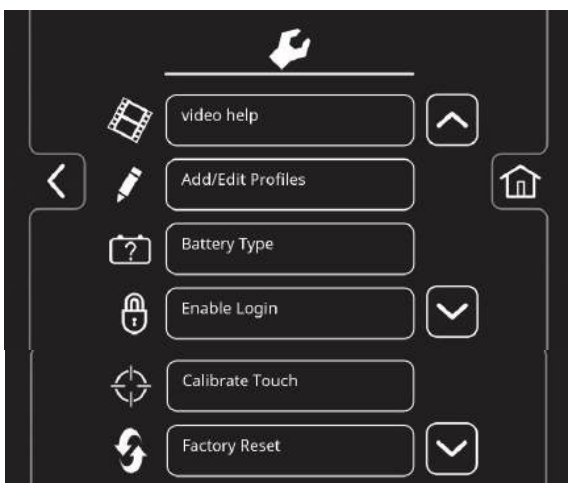 video help
Add/Edit Profiles
Battery Type
Enable Login
Calibrate Touch
Factory Reset